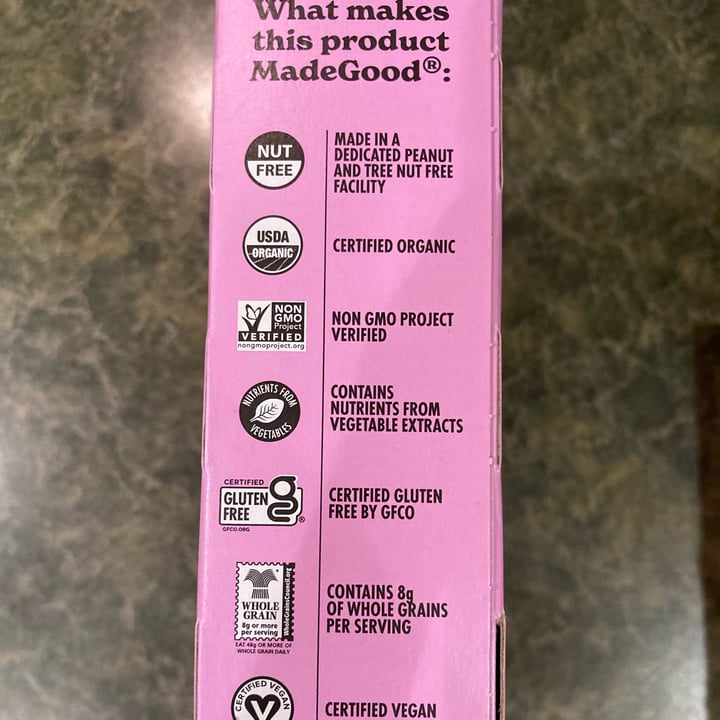 What makes
this product
MadeGood®:
NUT
FREE
MADE IN A
DEDICATED PEANUT
AND TREE NUT FREE
FACILITY
USDA
ORGANIC
CERTIFIED ORGANIC
NON
GMO
Project
VERIFIED
nongmoproject.org
NON GMO PROJECT
VERIFIED
NUTRIENTS FROM
VEGETABLES
CONTAINS
NUTRIENTS FROM
VEGETABLE EXTRACTS
CERTIFIED
GLUTEN
FREE
®
GFCO.ORG
CERTIFIED GLUTEN
FREE BY GFCO
WHOLE
GRAIN
8g or more
per serving
WholeGrainsCouncil.org
EAT 48g OR MORE OF
WHOLE GRAIN DAILY
CONTAINS 8g
OF WHOLE GRAINS
PER SERVING
CERTIFIED VEGAN
CERTIFIED VEGAN